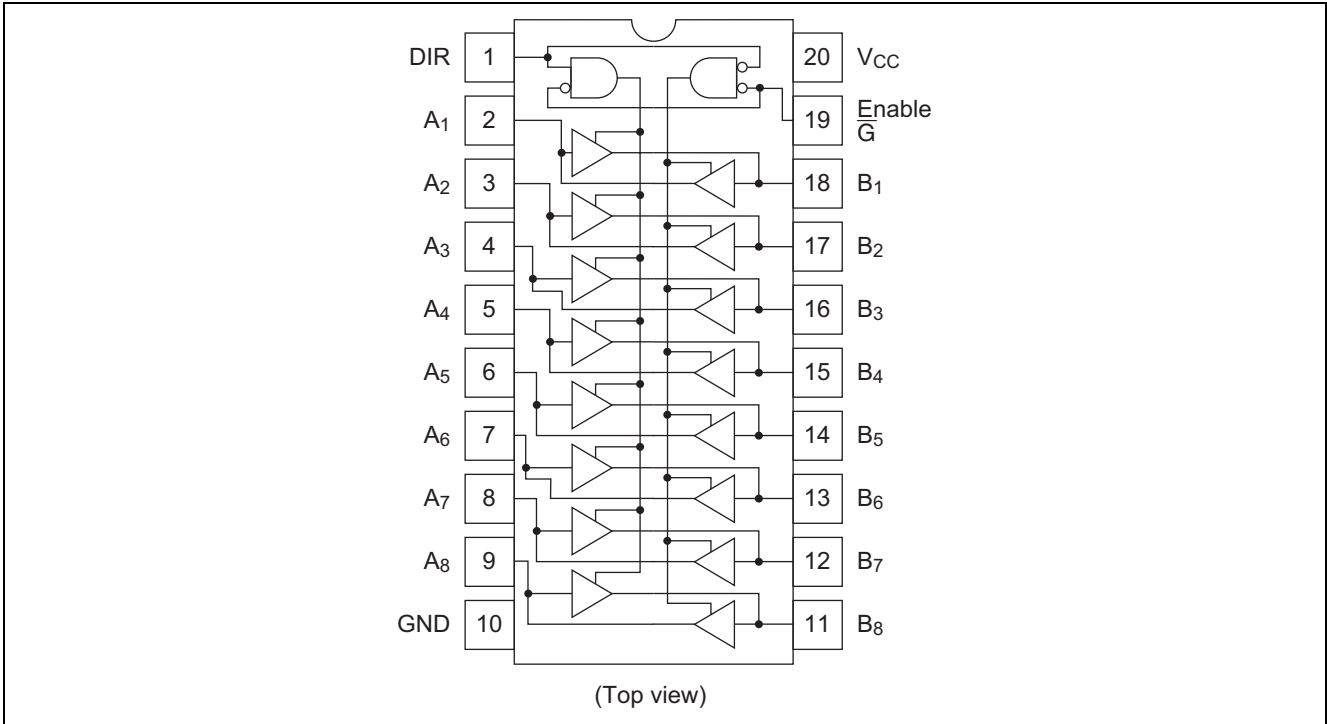 DIR 1 20 VCC
A1 2 19 Enable G
A2 3 18 B1
A3 4 17 B2
A4 5 16 B3
A5 6 15 B4
A6 7 14 B5
A7 8 13 B6
A8 9 12 B7
GND 10 11 B8
(Top view)